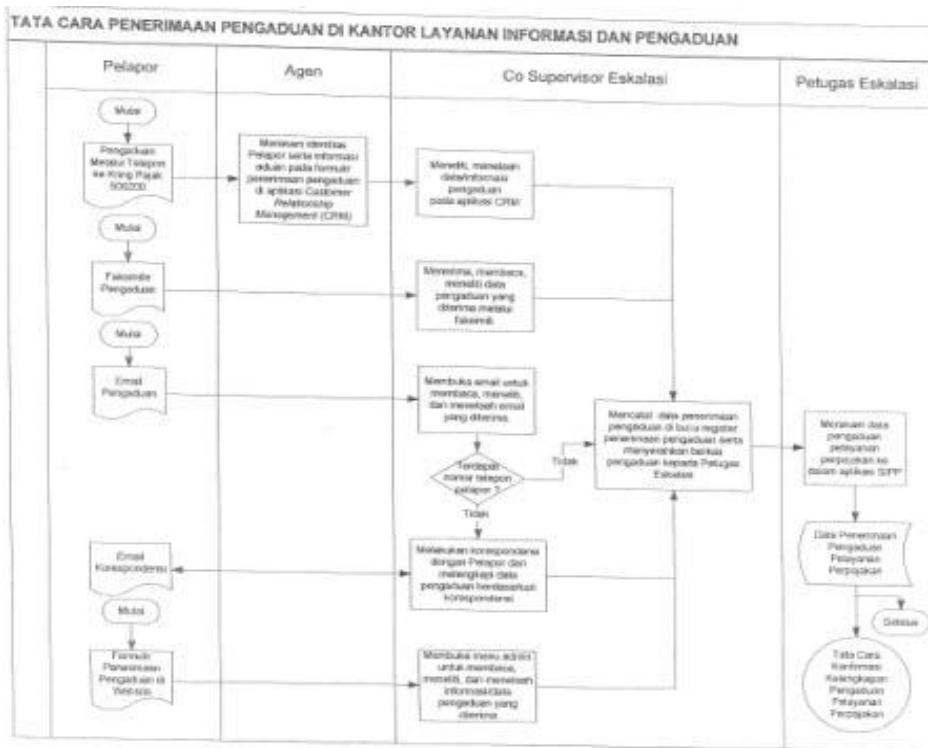 TATA CARA PENERIMAAN PENGADUAN DI KANTOR LAYANAN INFORMASI DAN PENGADUAN
Pelapor
Agen
Co Supervisor Eskalasi
Petugas Eskalasi
Mulai
Pengaduan
Melalui Telepon
ke Kring Pajak
500200
Merekam identitas
Pelapor serta informasi
aduan pada formulir
penerimaan pengaduan
di aplikasi Customer
Relationship
Management (CRM)
Meneliti, menelaah
data/informasi
pengaduan
pada aplikasi CRM
Mulai
Faksimile
Pengaduan
Menerima, membaca,
meneliti data
pengaduan yang
diterima melalui
faksimili.
Mulai
Email
Pengaduan
Membuka email untuk
membaca, meneliti,
dan menelaah email
yang diterima.
Terdapat
nomor telepon
pelapor ?
Tidak
Tidak
Mencatat data penerimaan
pengaduan di buku register
penerimaan pengaduan serta
menyerahkan berkas
pengaduan kepada Petugas
Eskalasi
Merekam data
pengaduan
pelayanan
perpajakan ke
dalam aplikasi SIPP
Email
Korespondensi
Melakukan korespondensi
dengan Pelapor dan
melengkapi data
pengaduan berdasarkan
korespondensi
Data Penerimaan
Pengaduan
Pelayanan
Perpajakan
Mulai
Formulir
Penerimaan
Pengaduan di
Website
Membuka menu admin
untuk membaca,
meneliti, dan menelaah
informasi/data
pengaduan yang
diterima
Selesai
Tata Cara
Konfirmasi
Kelengkapan
Pengaduan
Pelayanan
Perpajakan